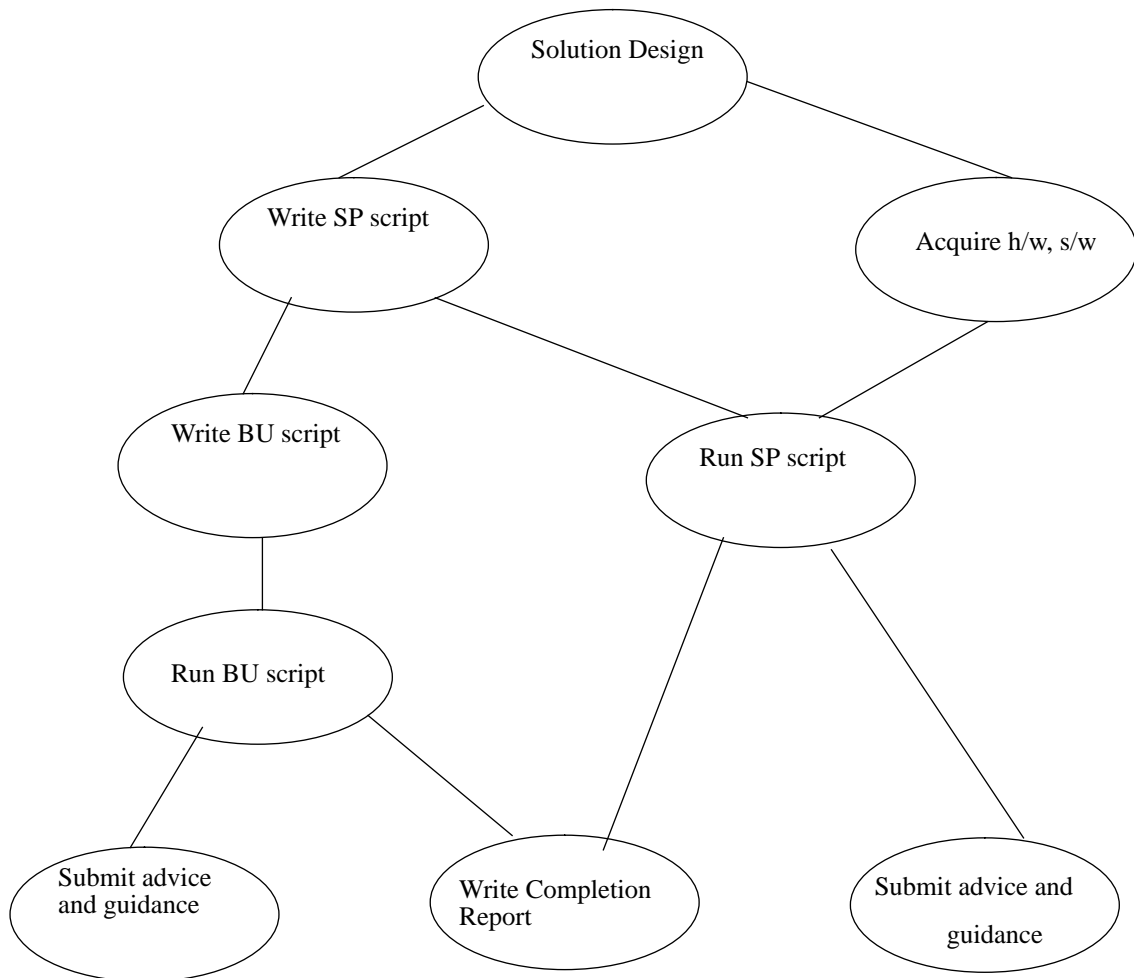 Solution Design
Write SP script
Acquire h/w, s/w
Write BU script
Run SP script
Run BU script
Submit advice
and guidance
Write Completion
Report
Submit advice and
guidance